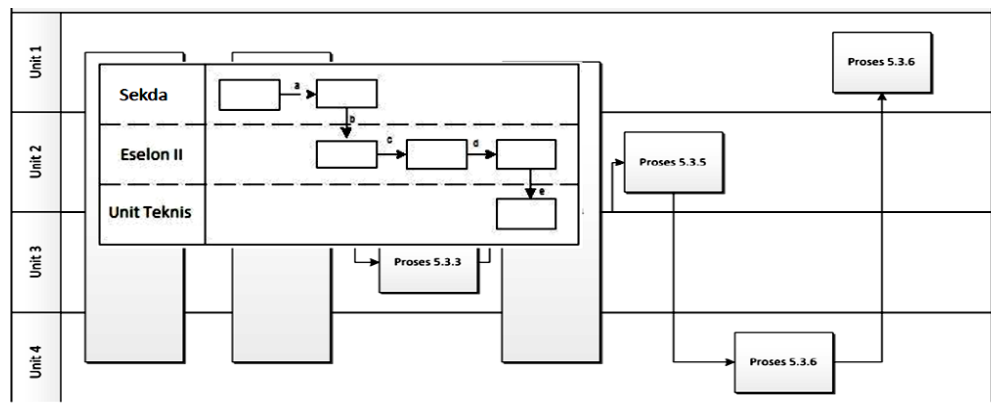 Unit 1
Proses 5.3.6
Sekda
a
b
Unit 2
Eselon II
c
d
Proses 5.3.5
e
Unit Teknis
Unit 3
Proses 5.3.3
Unit 4
Proses 5.3.6